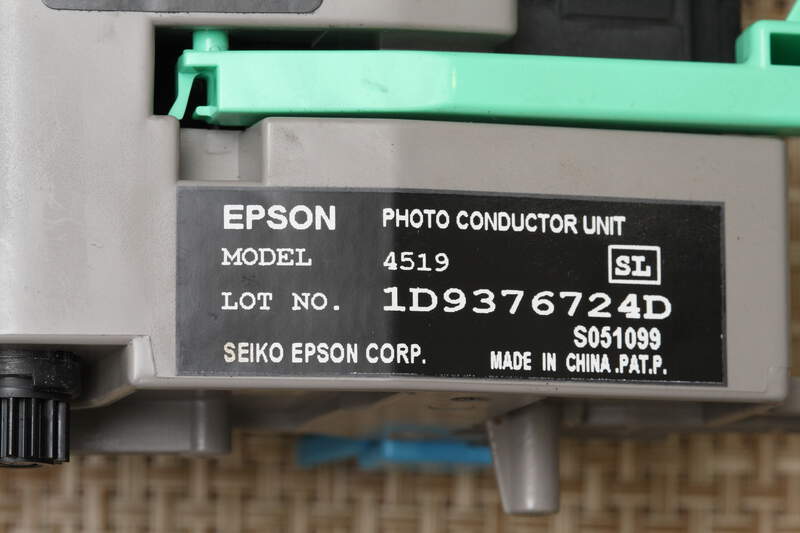 EPSON PHOTO CONDUCTOR UNIT
MODEL 4519 SL
LOT NO. 1D9376724D
S051099
SEIKO EPSON CORP. MADE IN CHINA .PAT.P.